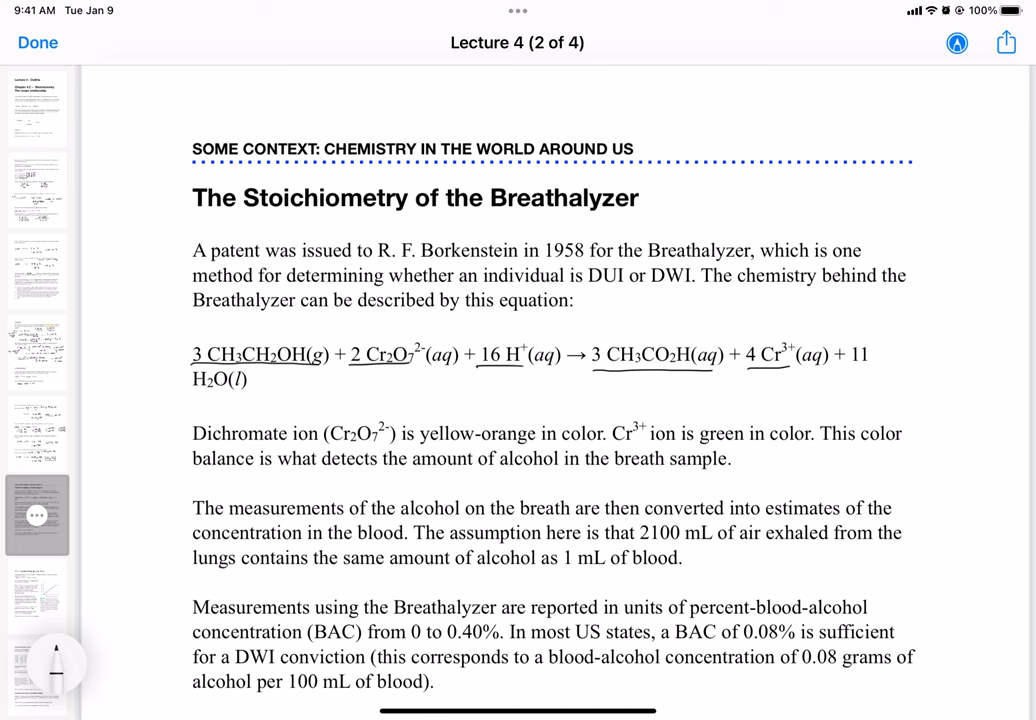 9:41 AM Tue Jan 9
100%
Done
Lecture 4 (2 of 4)
SOME CONTEXT: CHEMISTRY IN THE WORLD AROUND US
The Stoichiometry of the Breathalyzer
A patent was issued to R. F. Borkenstein in 1958 for the Breathalyzer, which is one
method for determining whether an individual is DUI or DWI. The chemistry behind the
Breathalyzer can be described by this equation:
3 CH₃CH₂OH(g) + 2 Cr₂O₇²⁻(aq) + 16 H⁺(aq) → 3 CH₃CO₂H(aq) + 4 Cr³⁺(aq) + 11
H₂O(l)
Dichromate ion (Cr₂O₇²⁻) is yellow-orange in color. Cr³⁺ ion is green in color. This color
balance is what detects the amount of alcohol in the breath sample.
The measurements of the alcohol on the breath are then converted into estimates of the
concentration in the blood. The assumption here is that 2100 mL of air exhaled from the
lungs contains the same amount of alcohol as 1 mL of blood.
Measurements using the Breathalyzer are reported in units of percent-blood-alcohol
concentration (BAC) from 0 to 0.40%. In most US states, a BAC of 0.08% is sufficient
for a DWI conviction (this corresponds to a blood-alcohol concentration of 0.08 grams of
alcohol per 100 mL of blood).